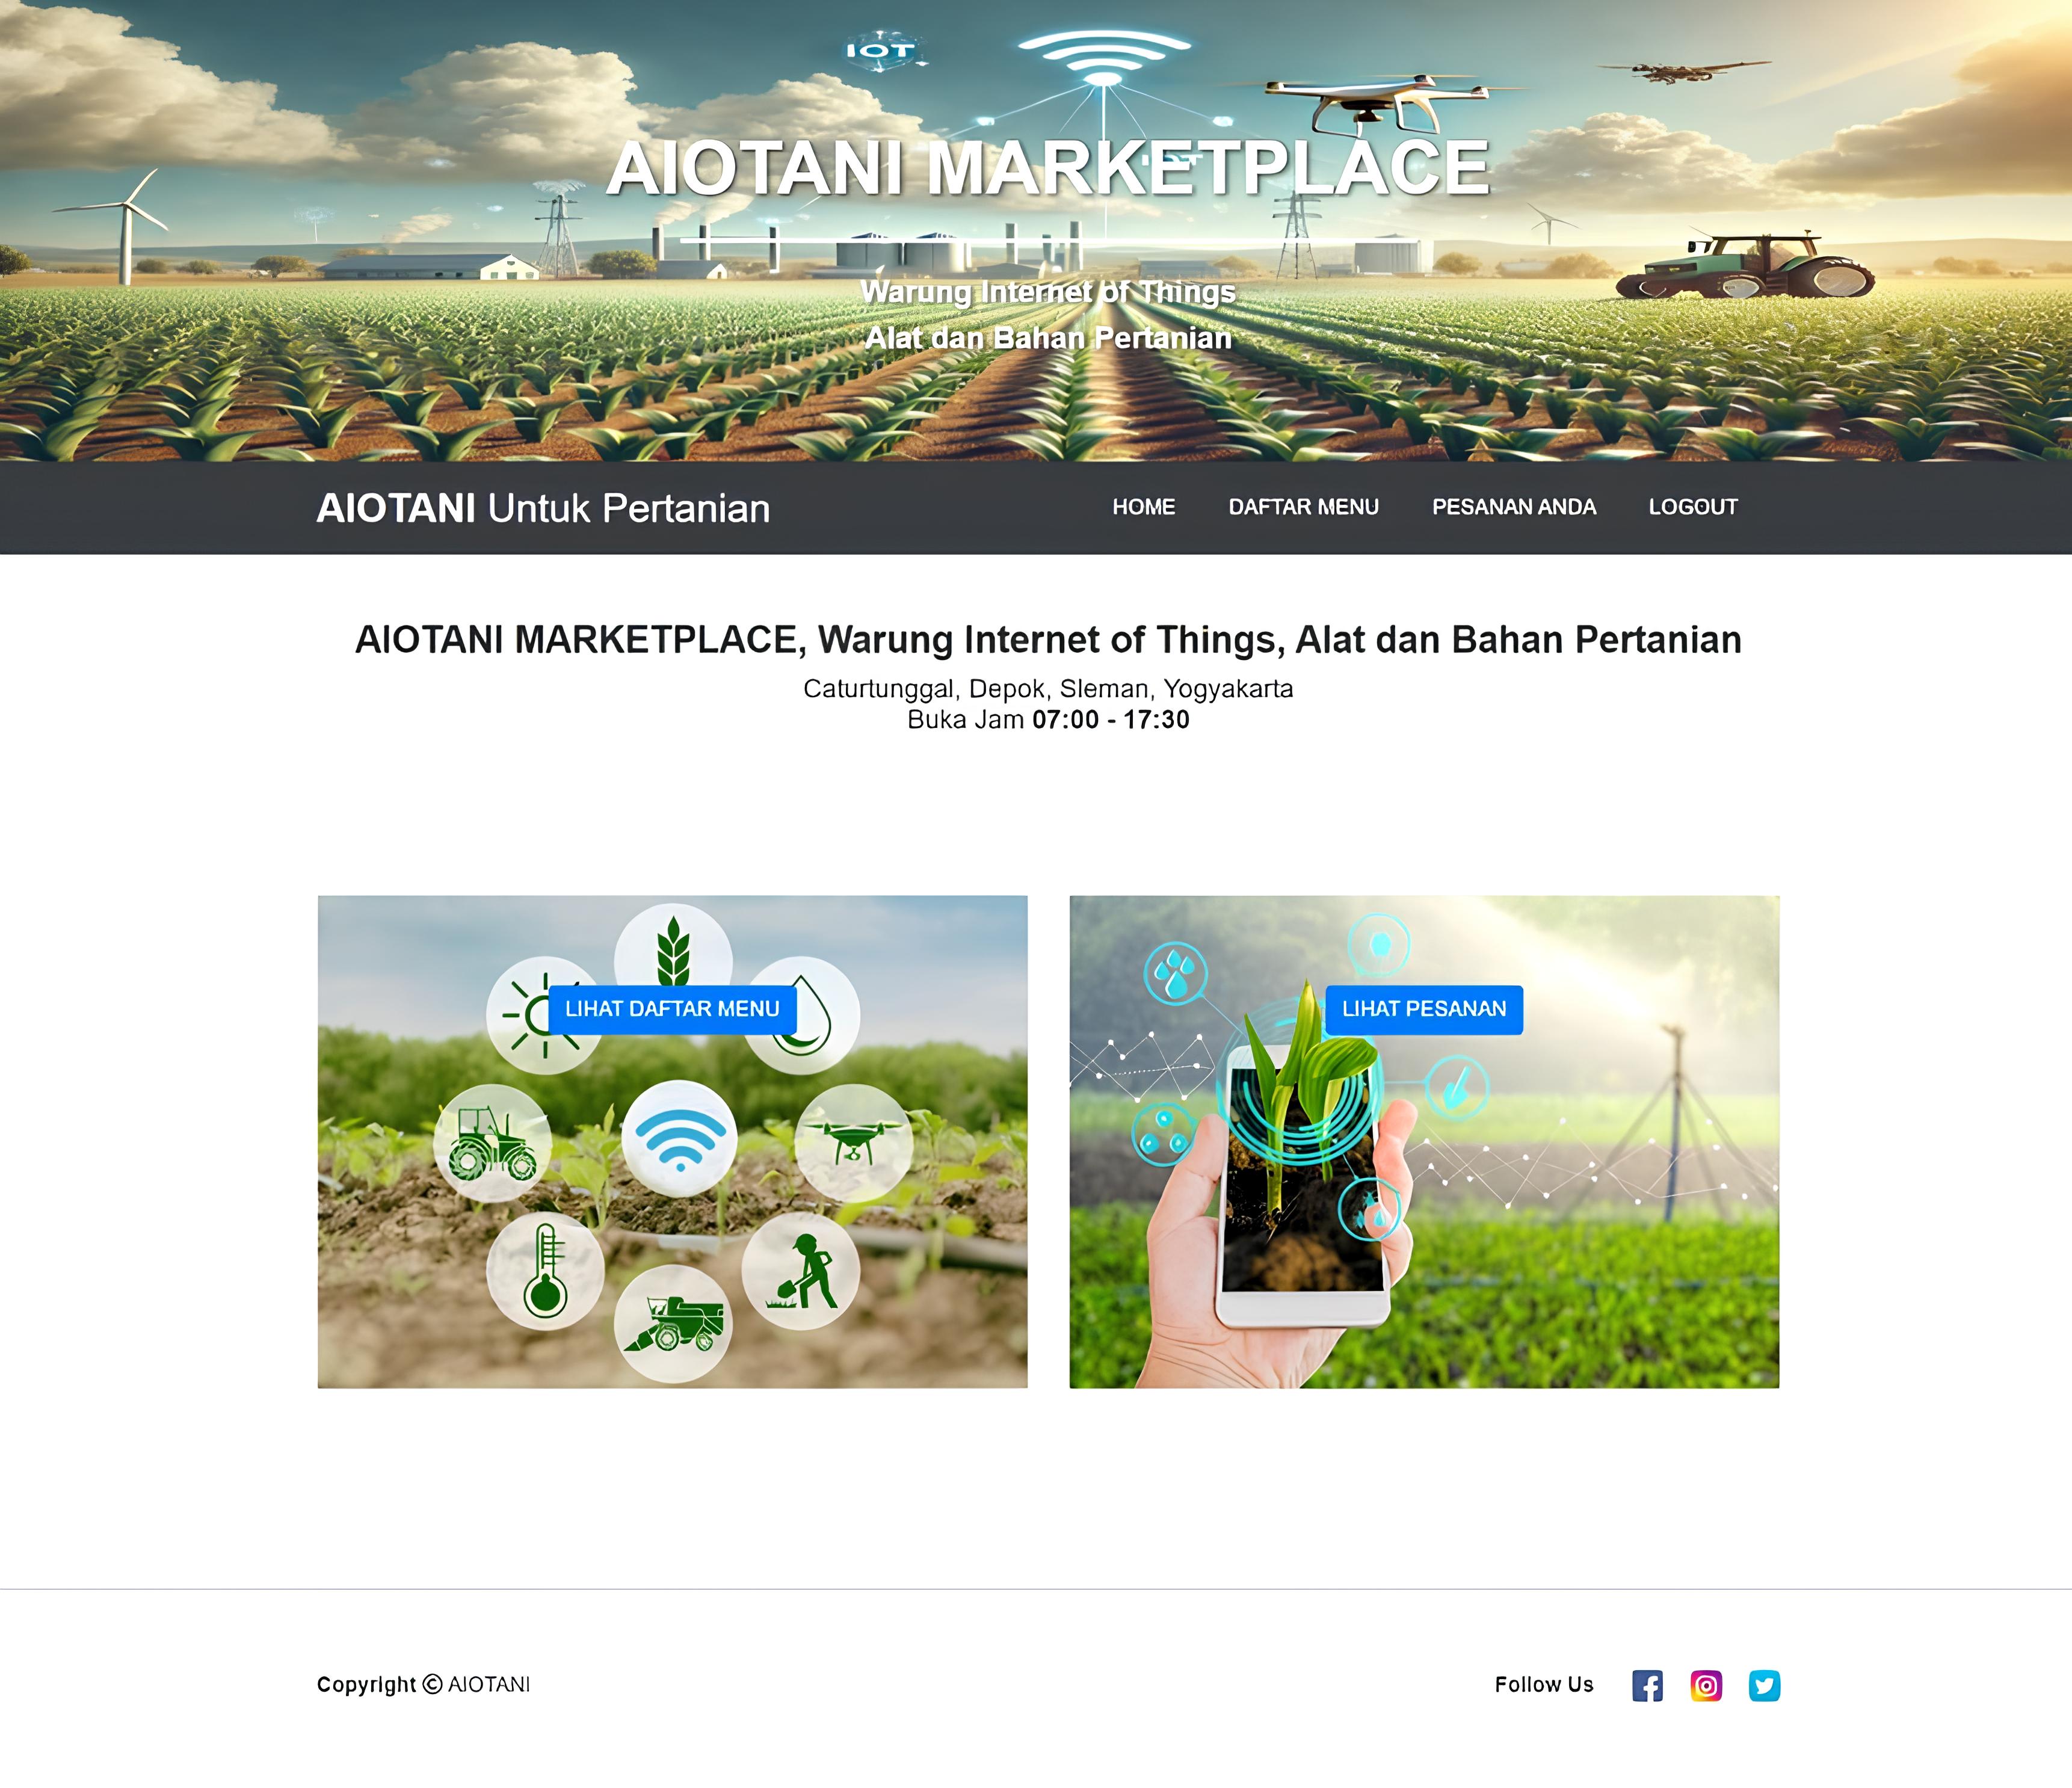 IOT
AIOTANI MARKETPLACE
Warung Internet of Things
Alat dan Bahan Pertanian
AIOTANI Untuk Pertanian
HOME DAFTAR MENU PESANAN ANDA LOGOUT
AIOTANI MARKETPLACE, Warung Internet of Things, Alat dan Bahan Pertanian
Caturtunggal, Depok, Sleman, Yogyakarta
Buka Jam 07:00 - 17:30
LIHAT DAFTAR MENU
LIHAT PESANAN
Copyright © AIOTANI
Follow Us